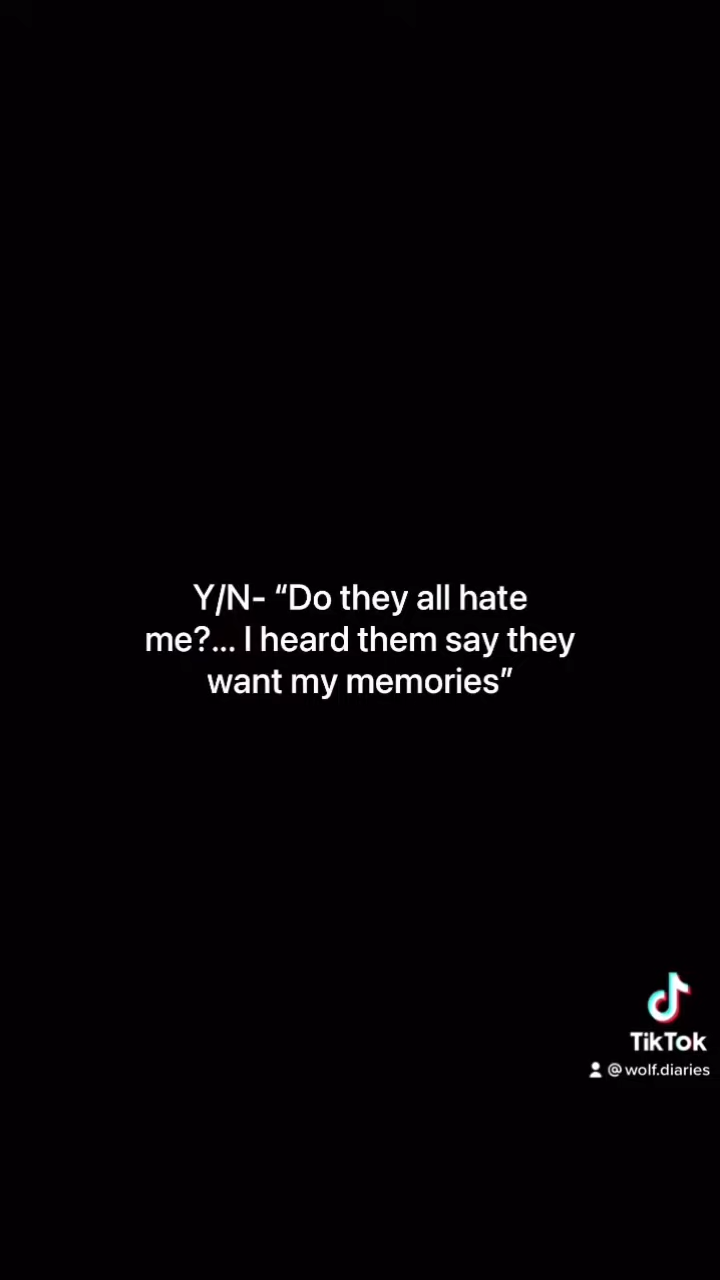 Y/N- “Do they all hate
me?... I heard them say they
want my memories”
TikTok
@wolf.diaries